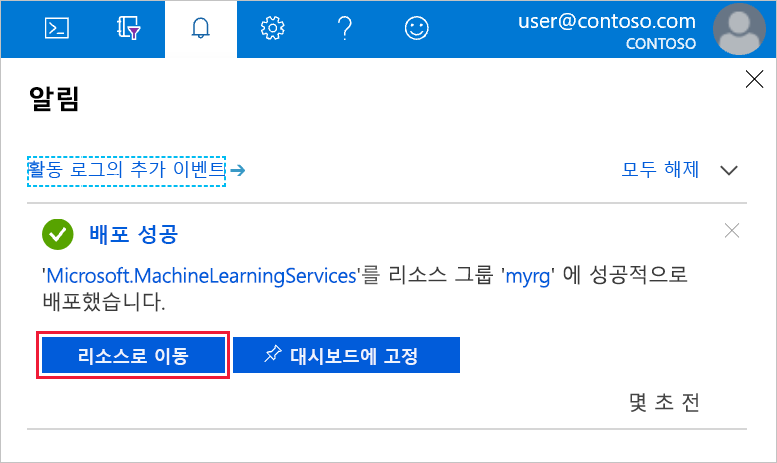 user@contoso.com
CONTOSO
알림
활동 로그의 추가 이벤트
모두 해제
배포 성공
'Microsoft.MachineLearningServices'를 리소스 그룹 'myrg' 에 성공적으로
배포했습니다.
리소스로 이동
대시보드에 고정
몇 초 전